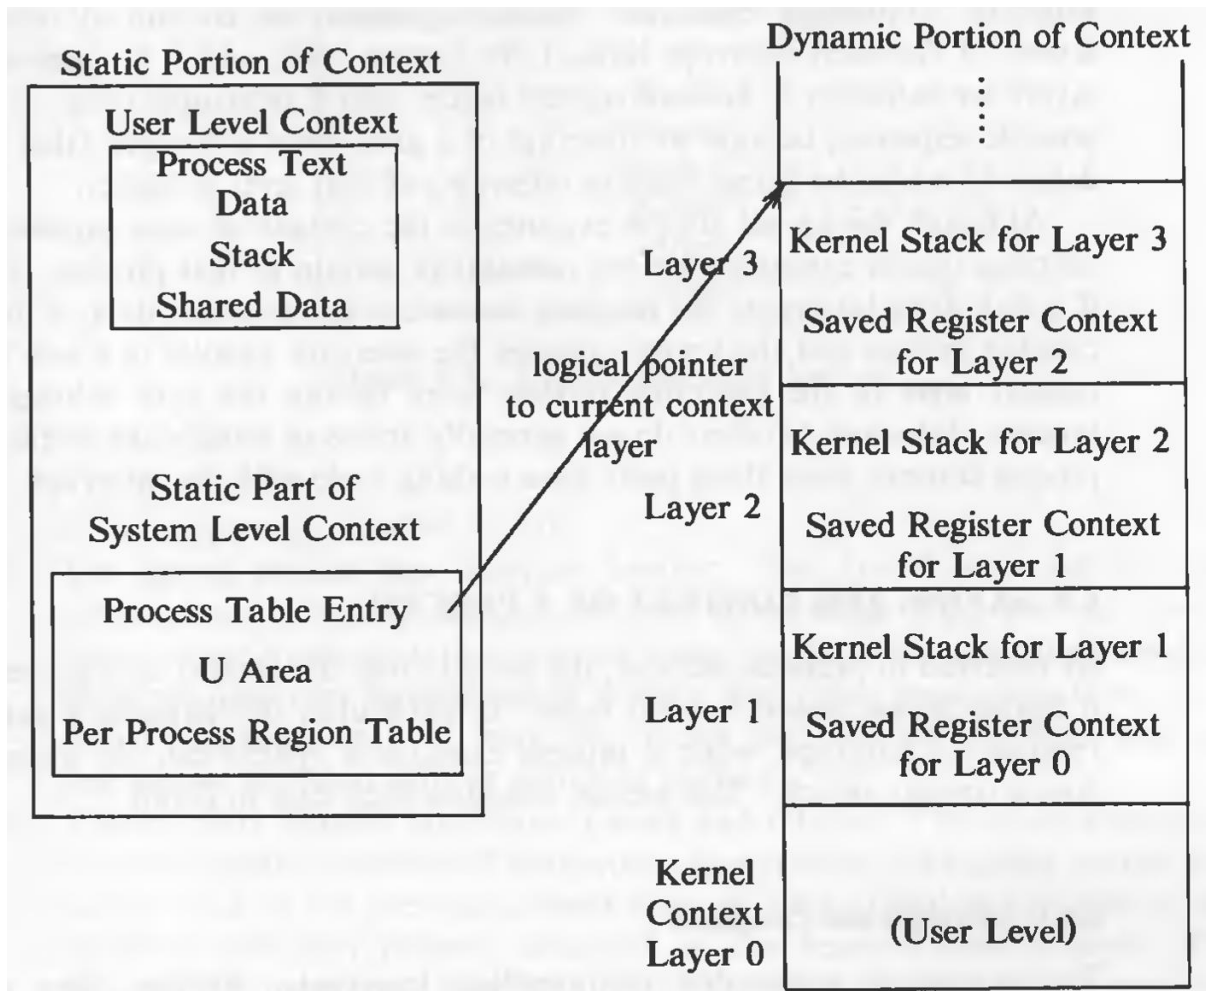 Static Portion of Context
User Level Context
Process Text
Data
Stack
Shared Data
Static Part of
System Level Context
Process Table Entry
U Area
Per Process Region Table
logical pointer
to current context
layer
Dynamic Portion of Context
Layer 3
Kernel Stack for Layer 3
Saved Register Context
for Layer 2
Layer 2
Kernel Stack for Layer 2
Saved Register Context
for Layer 1
Layer 1
Kernel Stack for Layer 1
Saved Register Context
for Layer 0
Kernel
Context
Layer 0
(User Level)